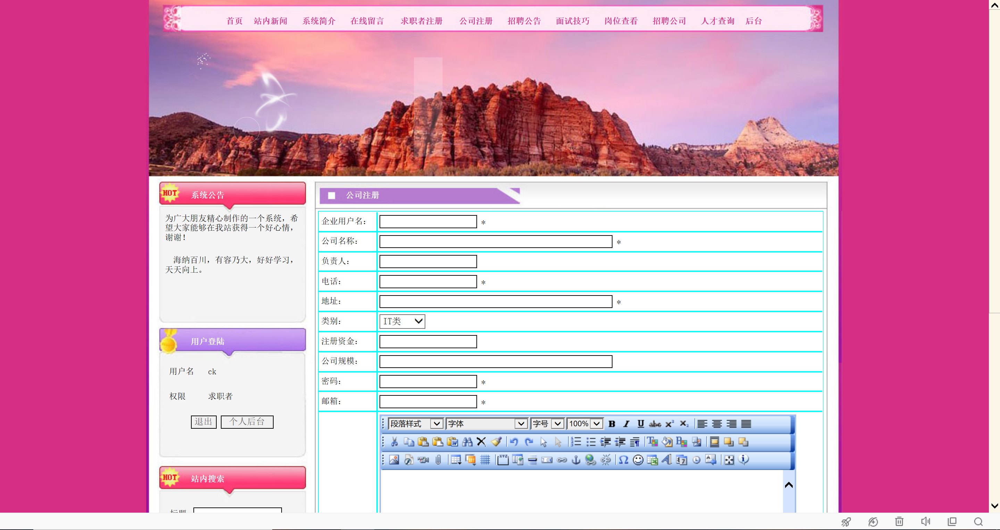 首页 站内新闻 系统简介 在线留言 求职者注册 公司注册 招聘公告 面试技巧 岗位查看 招聘公司 人才查询 后台
HOT 系统公告
为广大朋友精心制作的一个系统，希
望大家能够在我站获得一个好心情，
谢谢！
海纳百川，有容乃大，好好学习，
天天向上。
用户登陆
用户名 ck
权限 求职者
退出 个人后台
HOT 站内搜索
标题
公司注册
企业用户名： *
公司名称： *
负责人：
电话： *
地址： *
类别： IT类
注册资金：
公司规模：
密码： *
邮箱： *
段落样式 字体 字号 100% B I U abc x² x₂